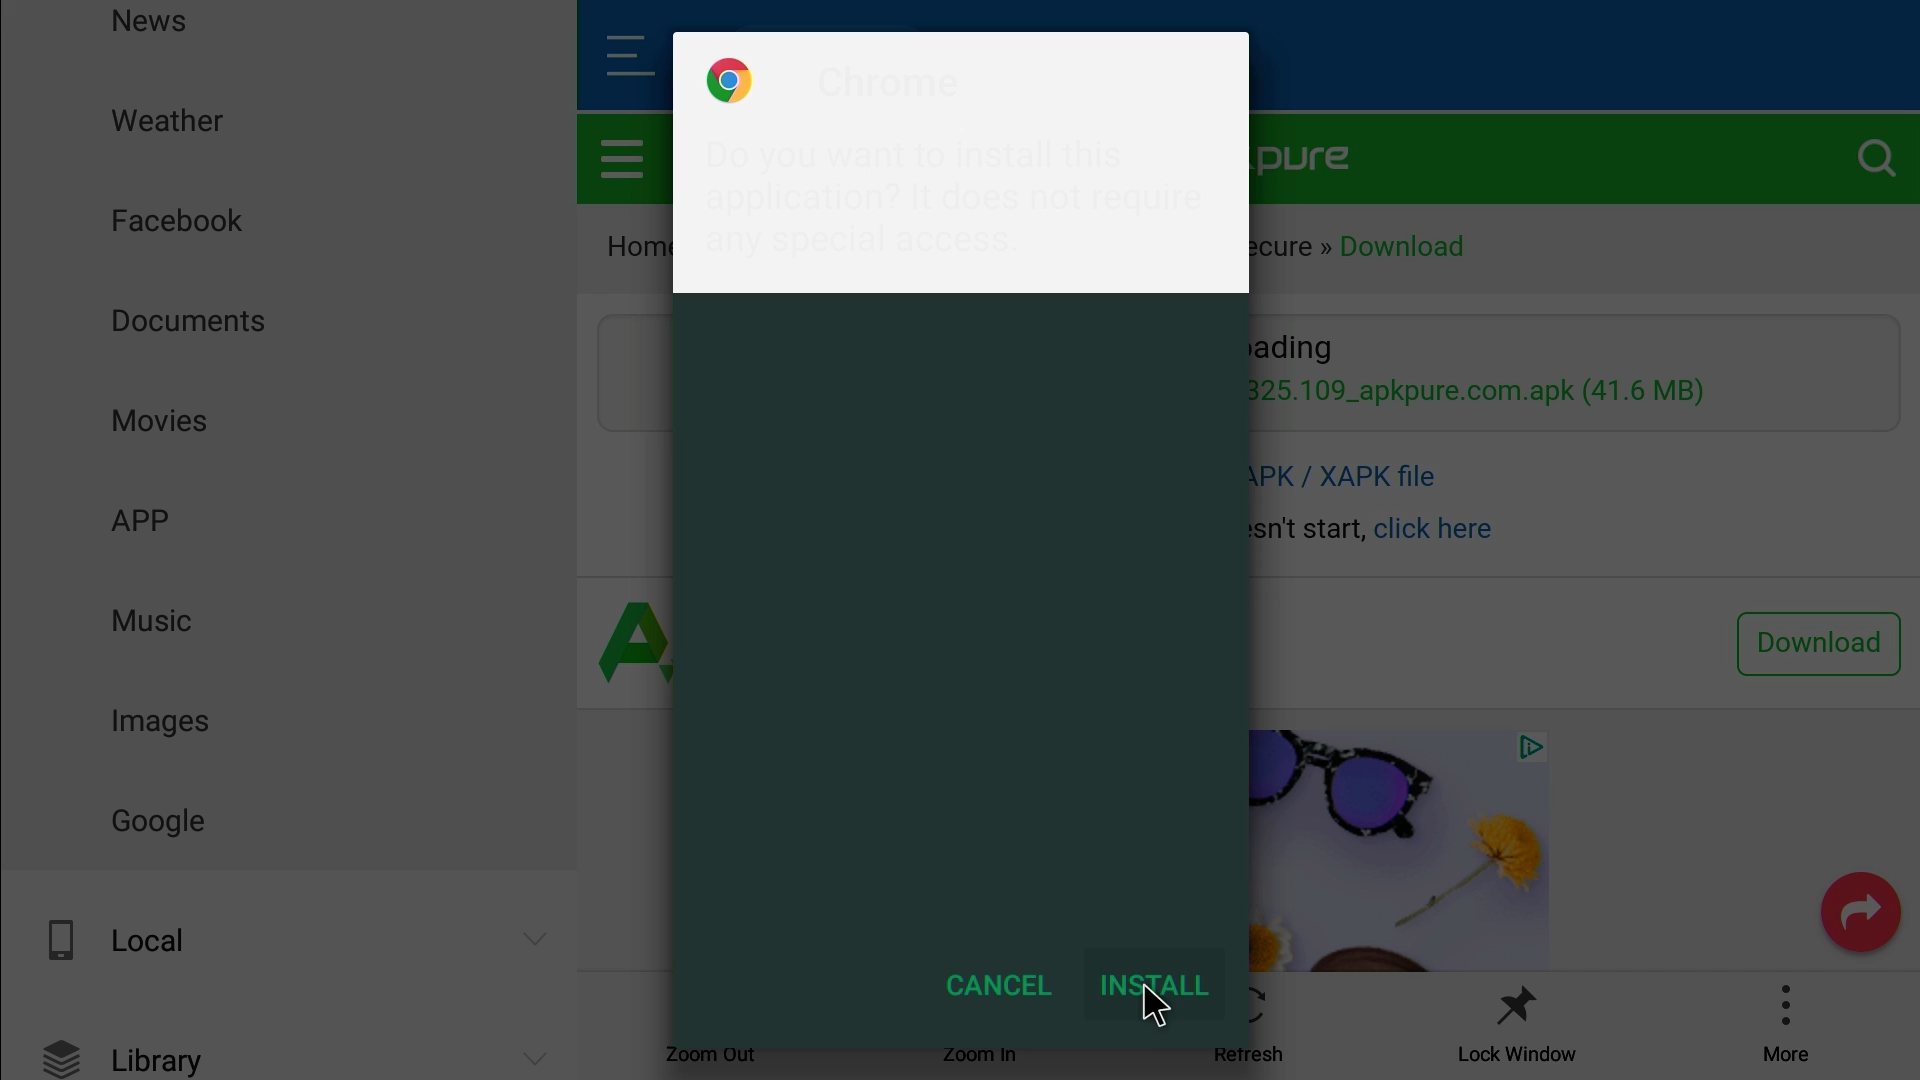 News
Weather
Facebook
Documents
Movies
APP
Music
Images
Google
Local
Library
Chrome
Do you want to install this
application? It does not require
any special access.
CANCEL
INSTALL
pure
Home
ecure » Download
oading
325.109_apkpure.com.apk (41.6 MB)
APK / XAPK file
esn't start, click here
Download
Zoom Out
Zoom In
Refresh
Lock Window
More